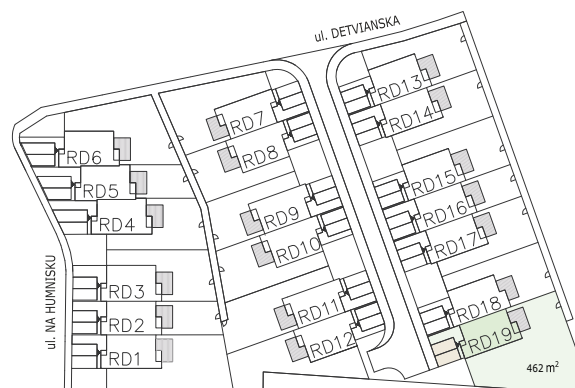 ul. DETVIANSKA
RD13
RD7
RD14
RD6
RD8
RD15
RD5
RD9
RD16
RD4
RD10
RD17
ul. NA HUMNISKU
RD3
RD11
RD18
RD2
RD12
RD19
RD1
462 m²